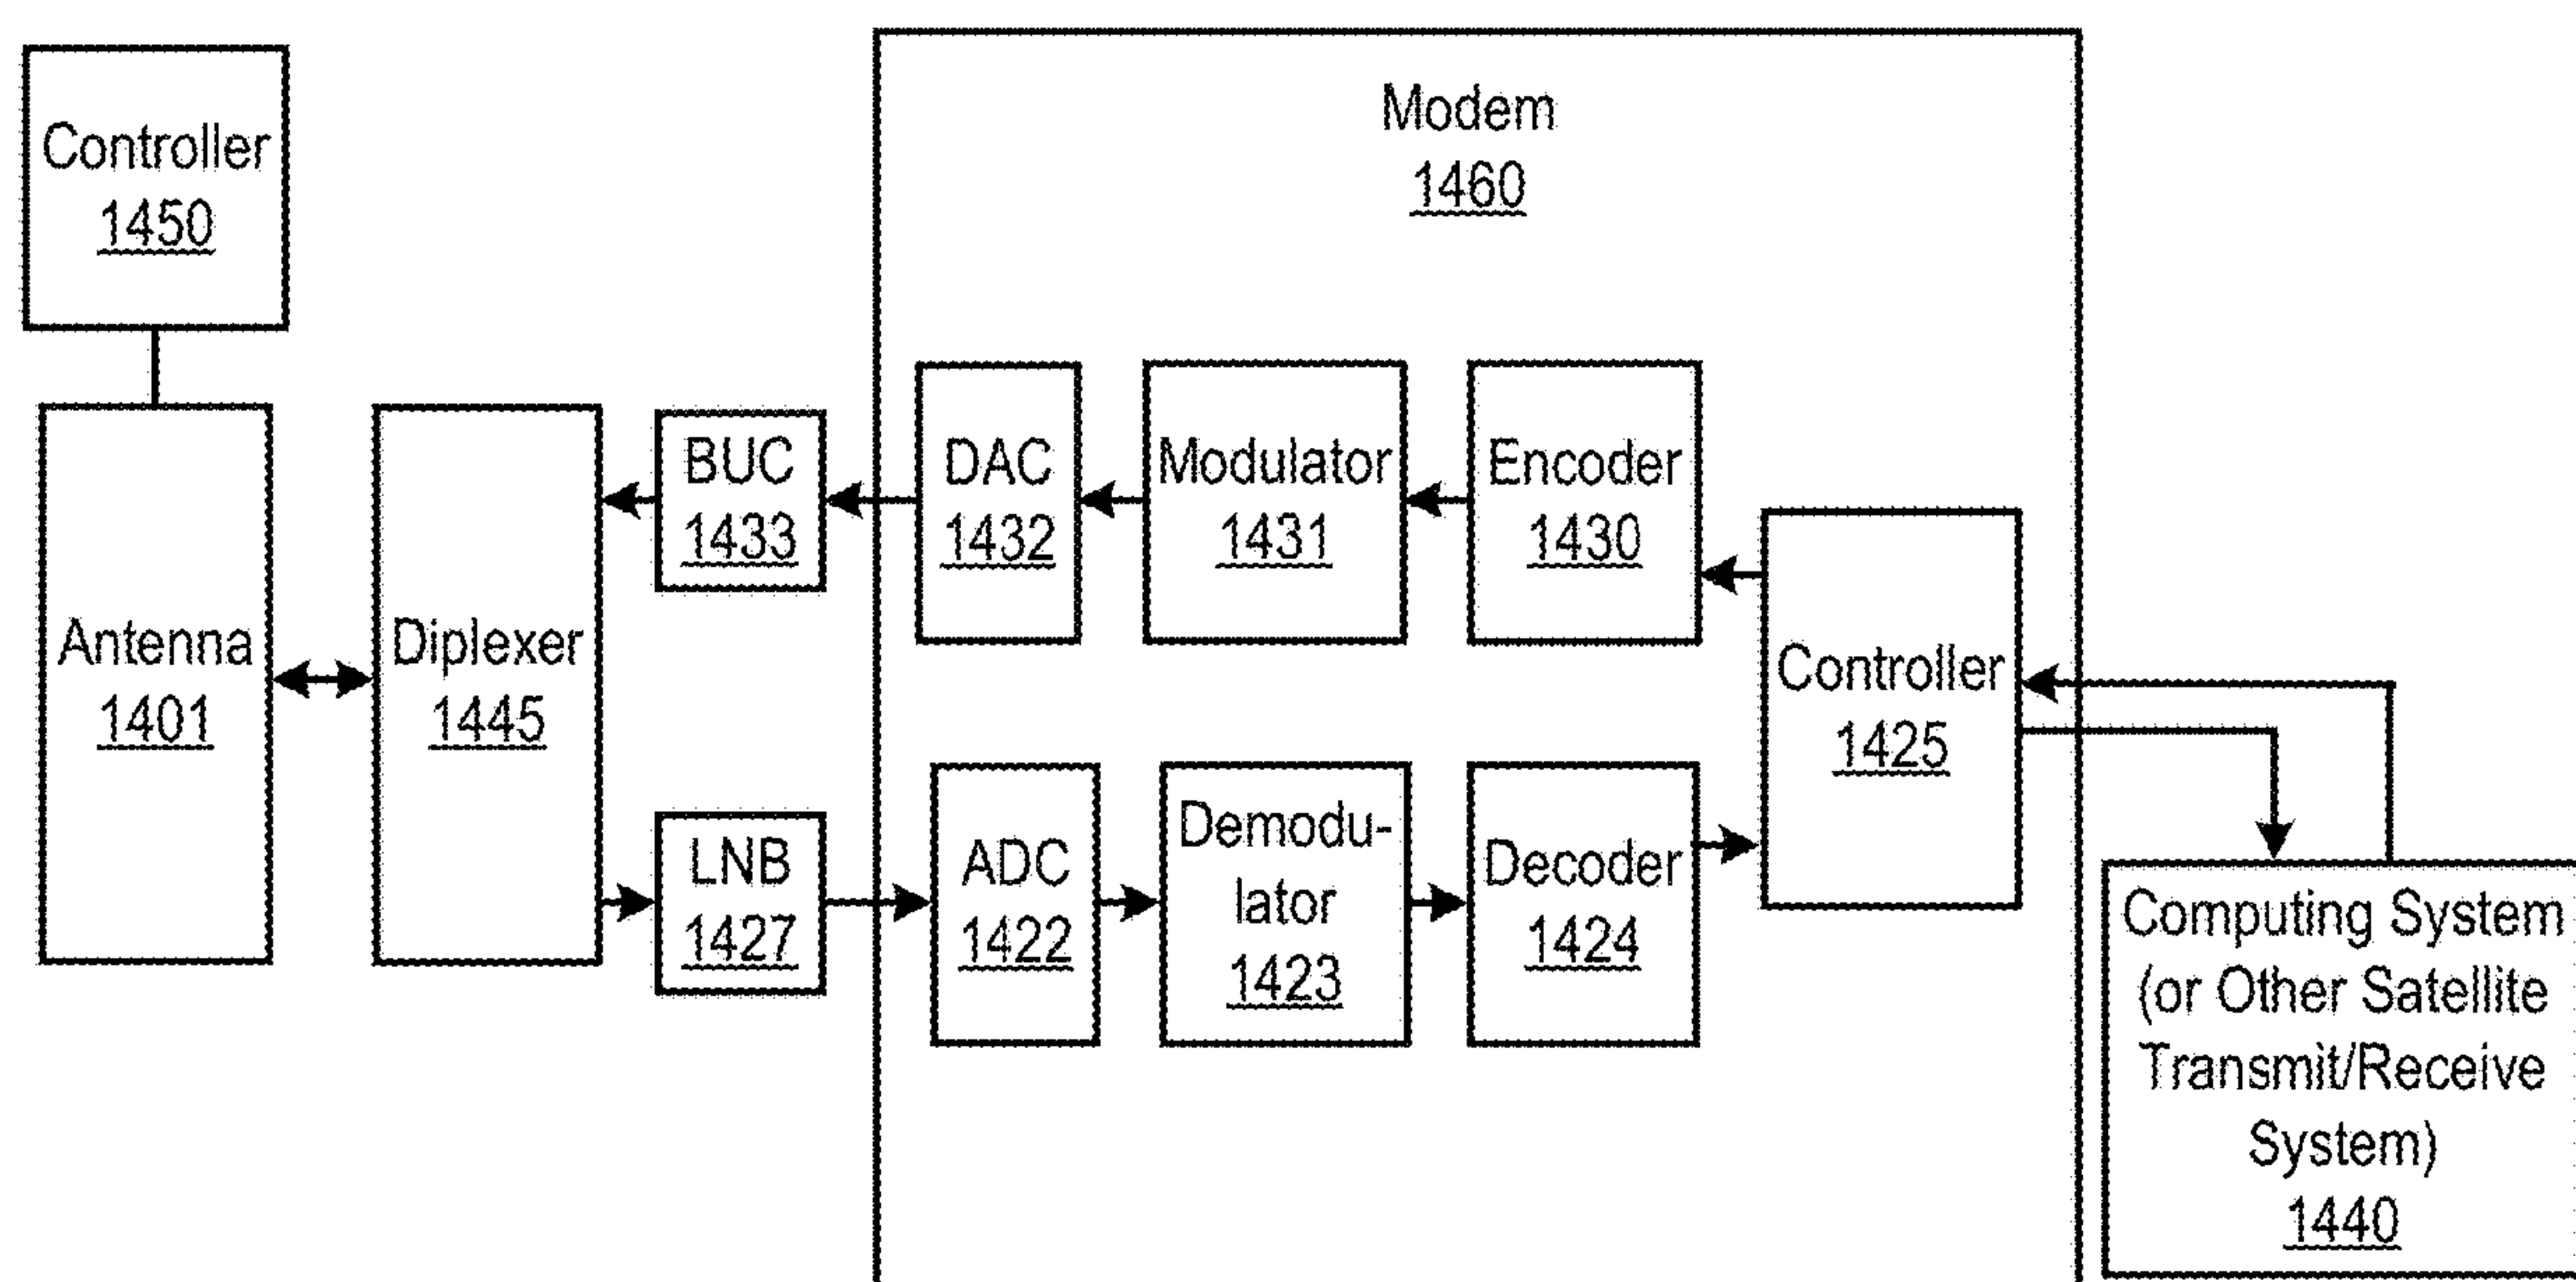 Controller
1450
Modem
1460
Antenna
1401
Diplexer
1445
BUC
1433
DAC
1432
Modulator
1431
Encoder
1430
Controller
1425
LNB
1427
ADC
1422
Demodu-
lator
1423
Decoder
1424
Computing System
(or Other Satellite
Transmit/Receive
System)
1440